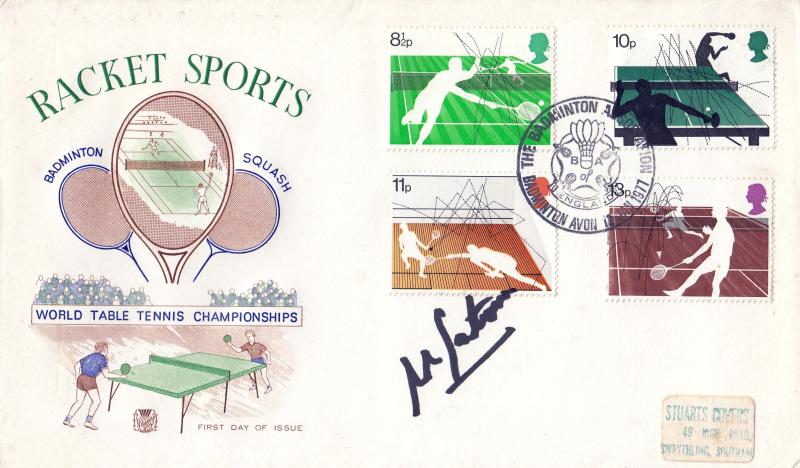 RACKET SPORTS
BADMINTON
SQUASH
WORLD TABLE TENNIS CHAMPIONSHIPS
FIRST DAY OF ISSUE
8½p
10p
11p
13p
THE BADMINTON ASSOCIATION
B A
of
ENGLAND
BADMINTON AVON 1977
STUARTS COVERS
49 HIGH ROAD,
SWAYTHLING, SOUTHAM